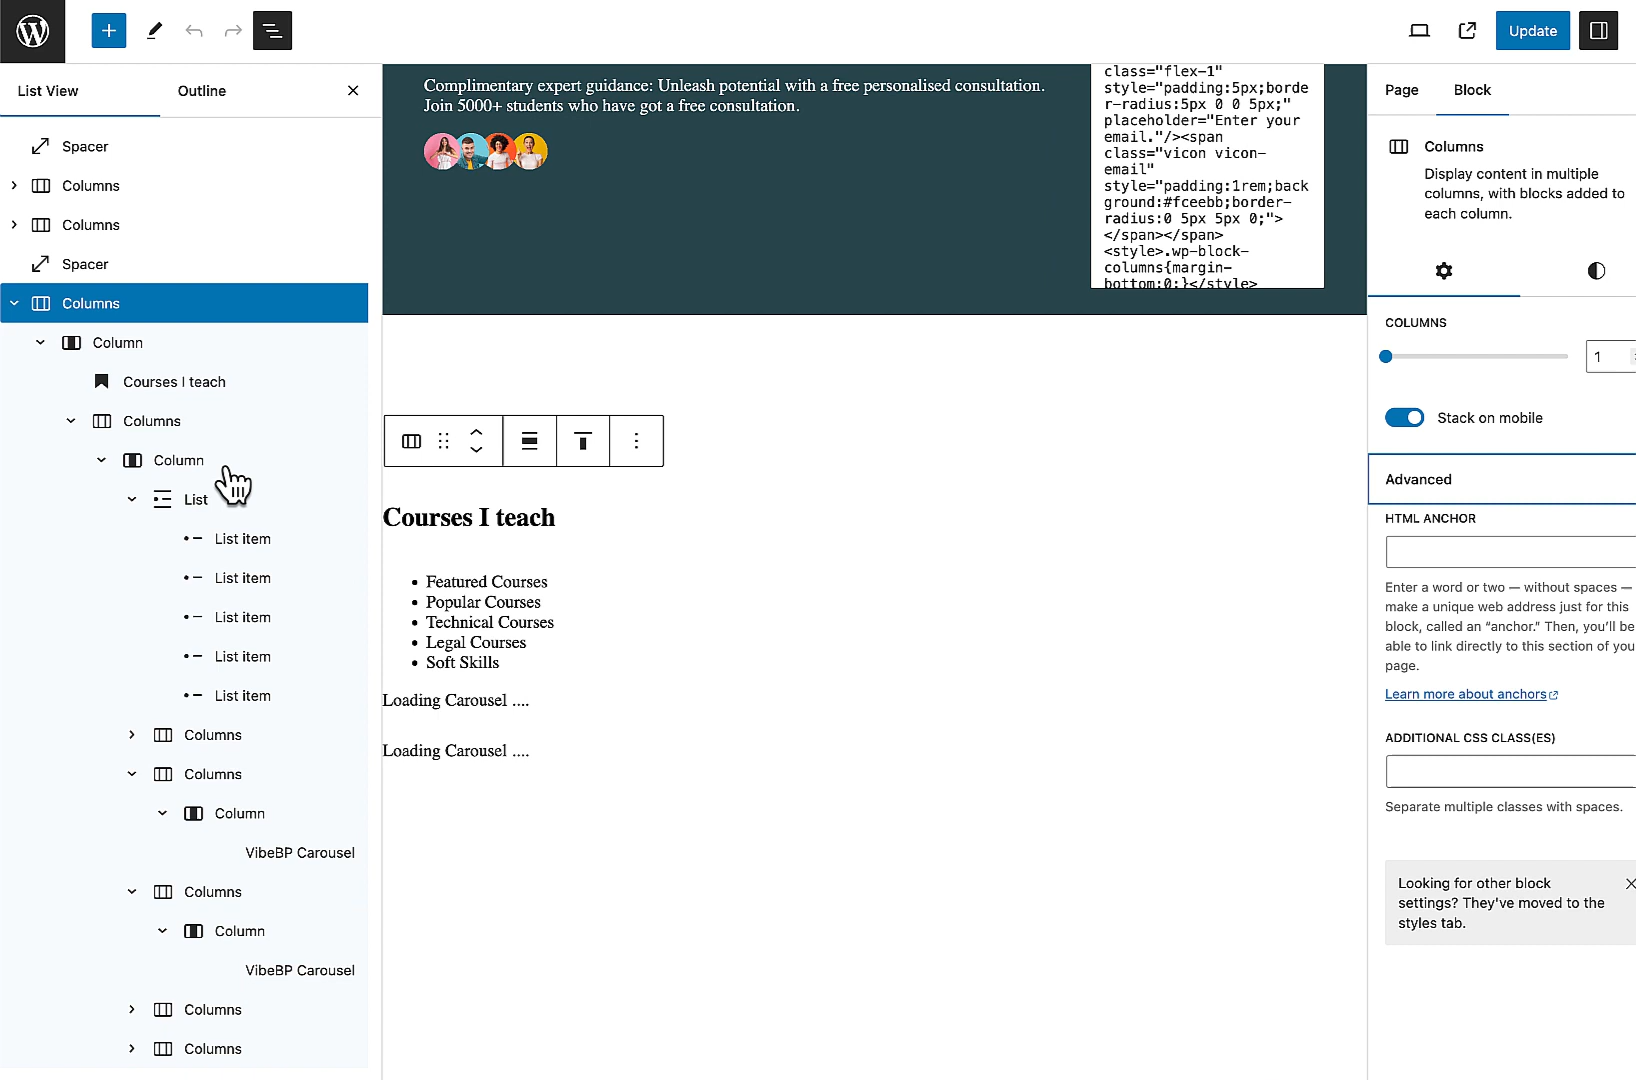 Update
List View
Outline
Spacer
Columns
Columns
Spacer
Columns
Column
Courses I teach
Columns
Column
List
List item
List item
List item
List item
List item
Columns
Columns
Column
VibeBP Carousel
Columns
Column
VibeBP Carousel
Columns
Columns
Complimentary expert guidance: Unleash potential with a free personalised consultation.
Join 5000+ students who have got a free consultation.
class="flex-1"
style="padding:5px;borde
r-radius:5px 0 0 5px;"
placeholder="Enter your
email."/><span
class="vicon vicon-
email"
style="padding:1rem;back
ground:#fceebb;border-
radius:0 5px 5px 0;">
</span></span>
<style>.wp-block-
columns{margin-
bottom:0;}</style>
Courses I teach
• Featured Courses
• Popular Courses
• Technical Courses
• Legal Courses
• Soft Skills
Loading Carousel ....
Loading Carousel ....
Page
Block
Columns
Display content in multiple
columns, with blocks added to
each column.
COLUMNS
1
Stack on mobile
Advanced
HTML ANCHOR
Enter a word or two — without spaces —
make a unique web address just for this
block, called an “anchor.” Then, you’ll be
able to link directly to this section of you
page.
Learn more about anchors
ADDITIONAL CSS CLASS(ES)
Separate multiple classes with spaces.
Looking for other block
settings? They've moved to the
styles tab.